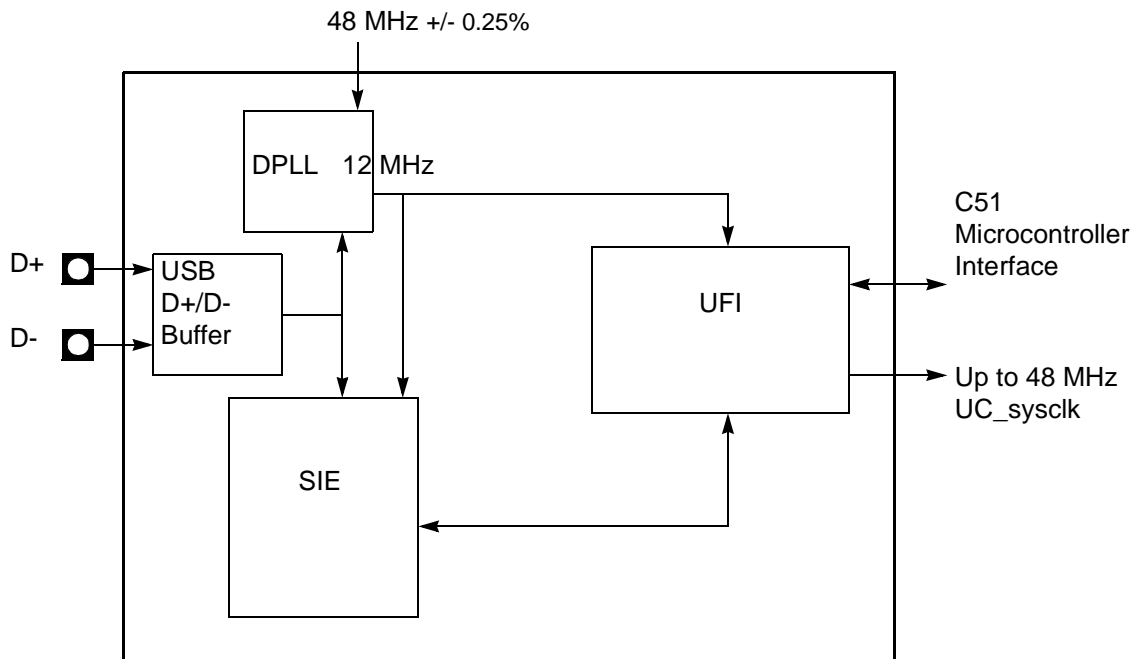 48 MHz +/- 0.25%
DPLL 12 MHz
C51
Microcontroller
Interface
D+
USB
D+/D-
Buffer
D-
UFI
Up to 48 MHz
UC_sysclk
SIE